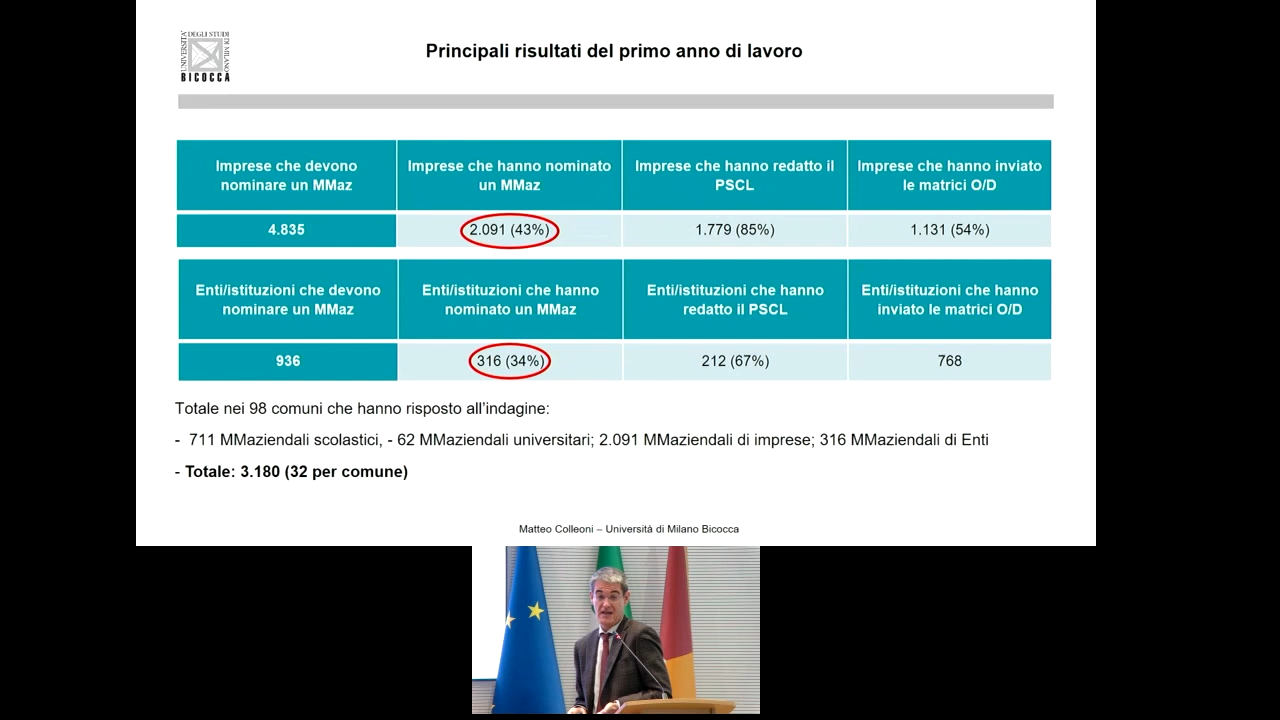 UNIVERSITA' DEGLI STUDI DI MILANO
BICOCCA
Principali risultati del primo anno di lavoro
Imprese che devono nominare un MMaz
Imprese che hanno nominato un MMaz
Imprese che hanno redatto il PSCL
Imprese che hanno inviato le matrici O/D
4.835
2.091 (43%)
1.779 (85%)
1.131 (54%)
Enti/istituzioni che devono nominare un MMaz
Enti/istituzioni che hanno nominato un MMaz
Enti/istituzioni che hanno redatto il PSCL
Enti/istituzioni che hanno inviato le matrici O/D
936
316 (34%)
212 (67%)
768
Totale nei 98 comuni che hanno risposto all'indagine:
- 711 MMaziendali scolastici, - 62 MMaziendali universitari; 2.091 MMaziendali di imprese; 316 MMaziendali di Enti
- Totale: 3.180 (32 per comune)
Matteo Colleoni – Università di Milano Bicocca